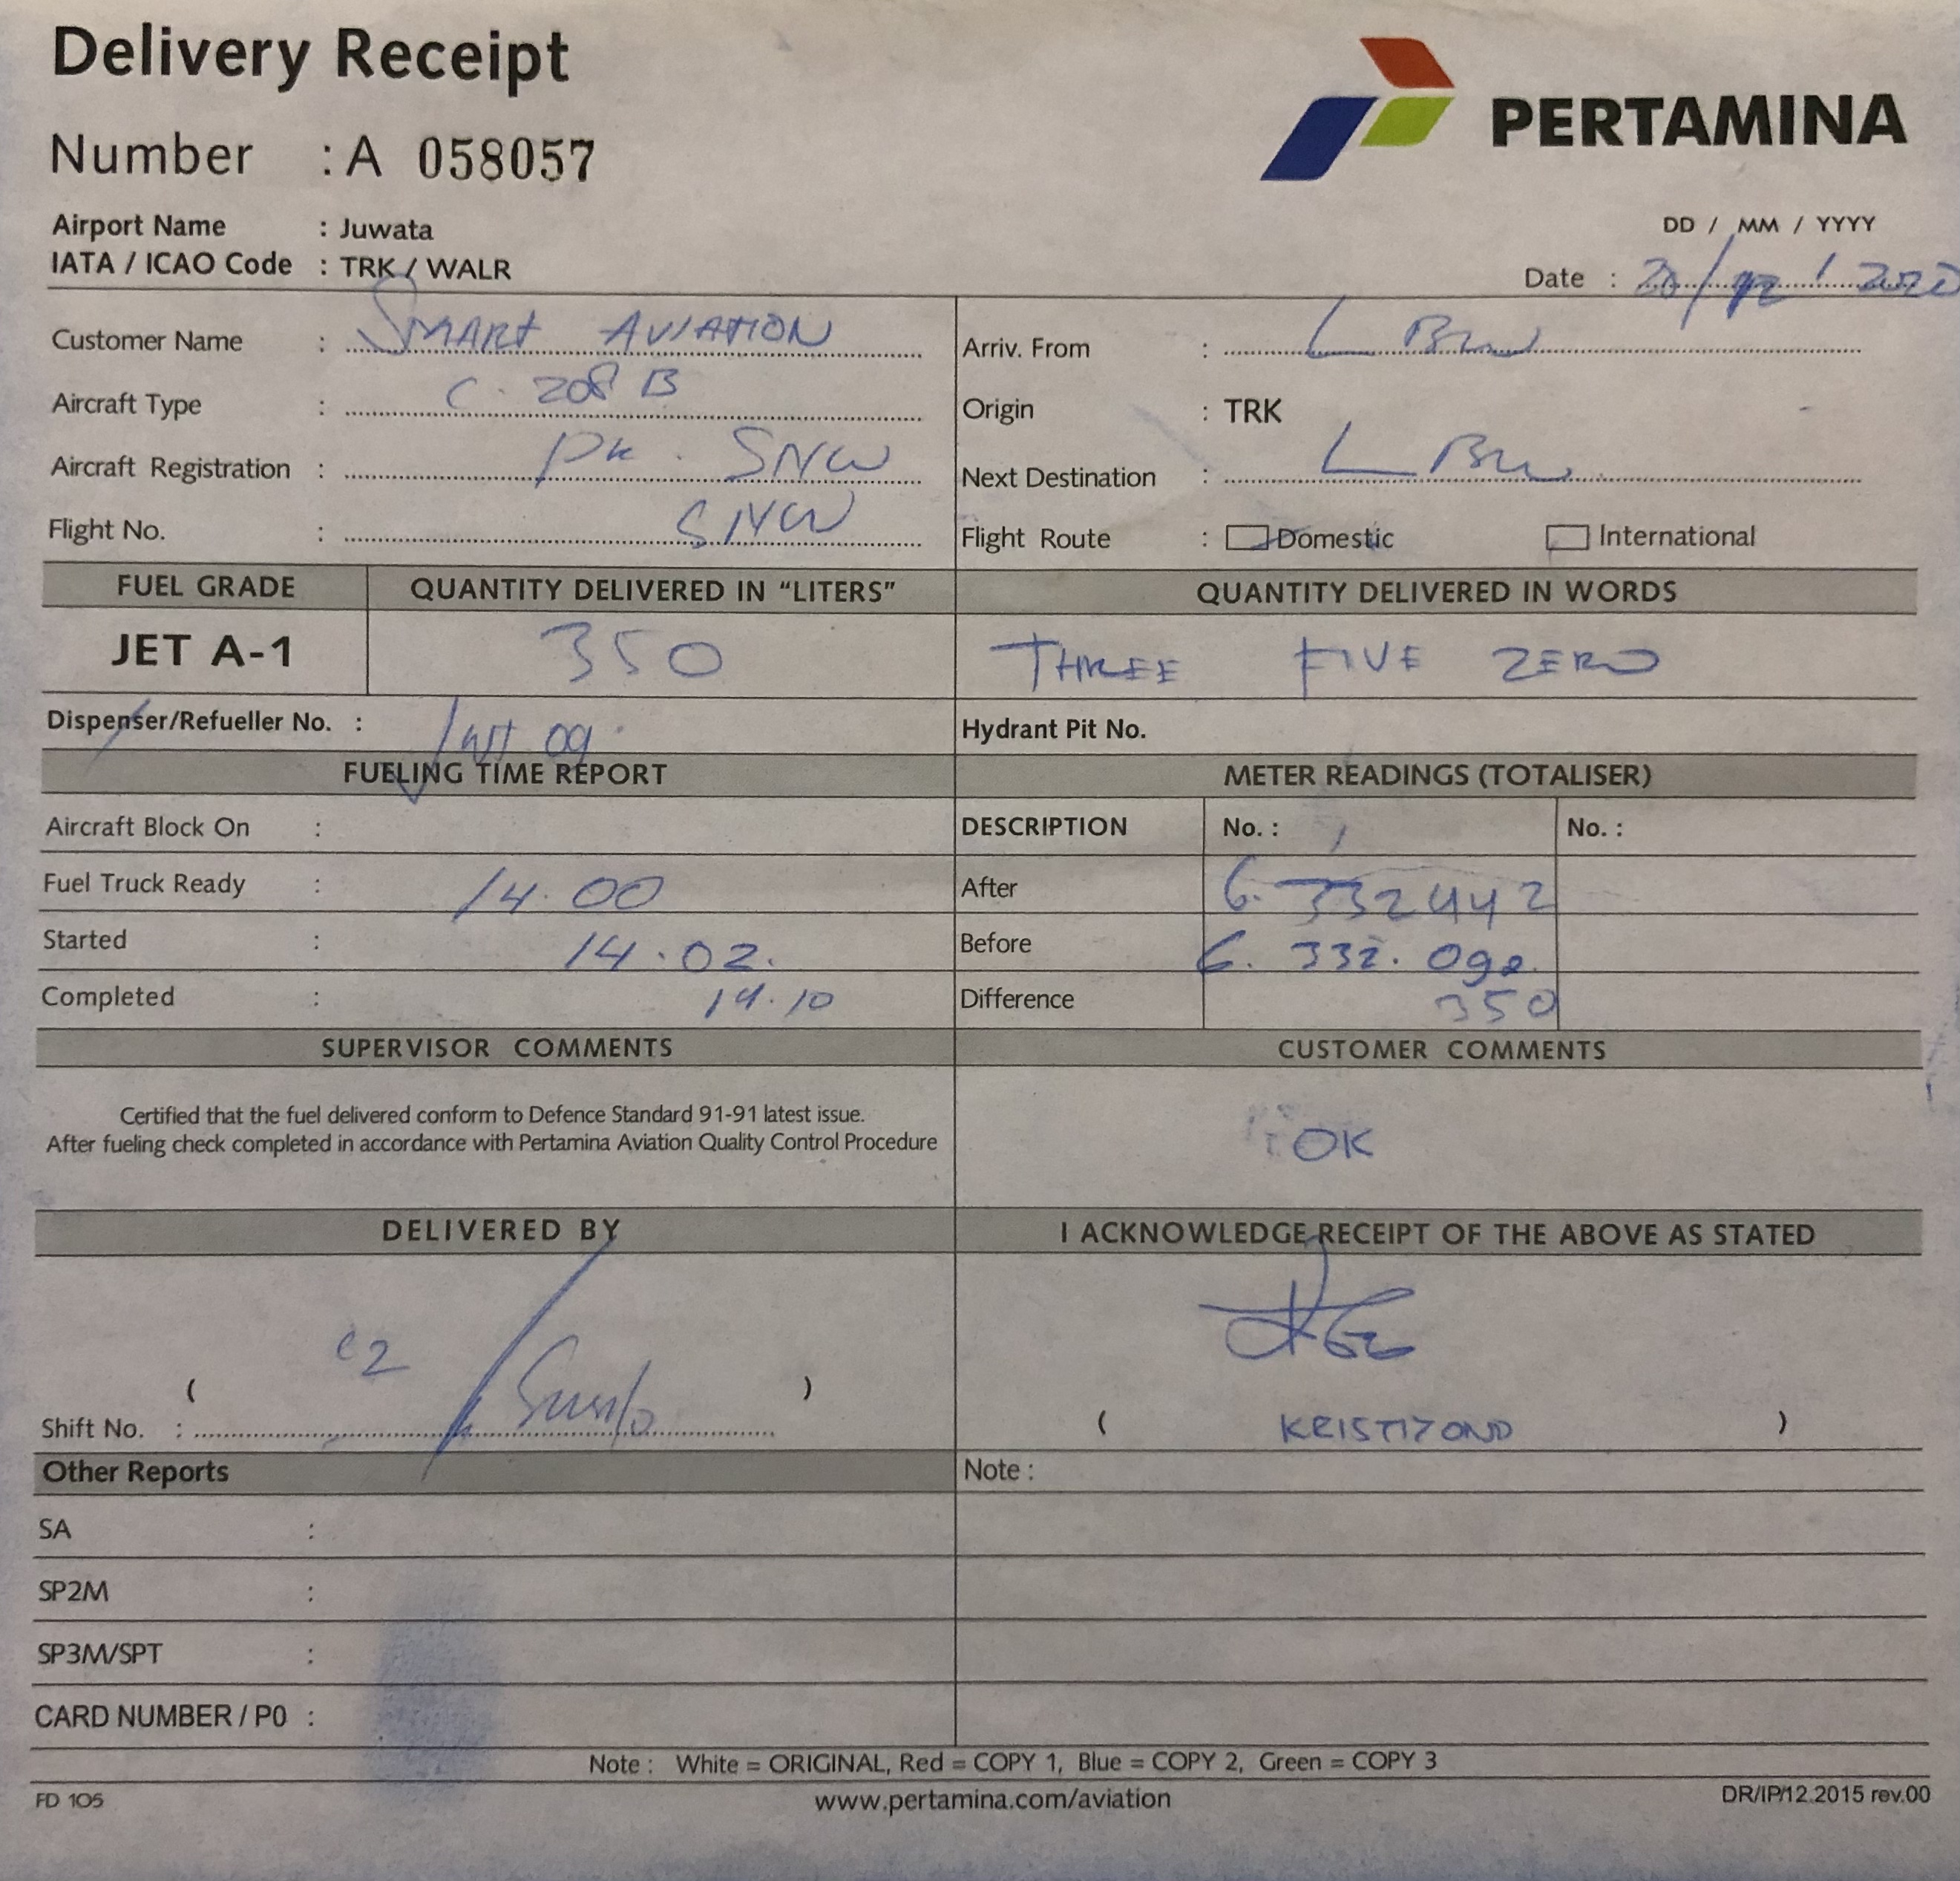 Delivery Receipt
PERTAMINA
Number : A 058057
Airport Name : Juwata
IATA / ICAO Code : TRK / WALR
DD / MM / YYYY
Date : 20/12/2020
Customer Name : SMART AVIATION
Arriv. From : LBW
Aircraft Type : C. 208 B
Origin : TRK
Aircraft Registration : PK. SNW
Next Destination : LBW
Flight No. : SNW
Flight Route : Domestic International
FUEL GRADE QUANTITY DELIVERED IN “LITERS” QUANTITY DELIVERED IN WORDS
JET A-1 350 THREE FIVE ZERO
Dispenser/Refueller No. : 09
Hydrant Pit No.
FUELING TIME REPORT METER READINGS (TOTALISER)
Aircraft Block On :
DESCRIPTION No. : No. :
Fuel Truck Ready : 14.00
After 6.332442
Started : 14.02.
Before 6.332.092
Completed : 14.10
Difference 350
SUPERVISOR COMMENTS CUSTOMER COMMENTS
Certified that the fuel delivered conform to Defence Standard 91-91 latest issue.
After fueling check completed in accordance with Pertamina Aviation Quality Control Procedure
OK
DELIVERED BY I ACKNOWLEDGE RECEIPT OF THE ABOVE AS STATED
( )
Shift No. :
( KRISTIYONO )
Other Reports Note :
SA :
SP2M :
SP3M/SPT :
CARD NUMBER / P0 :
Note : White = ORIGINAL, Red = COPY 1, Blue = COPY 2, Green = COPY 3
FD 105 www.pertamina.com/aviation DR/IP/12.2015 rev.00